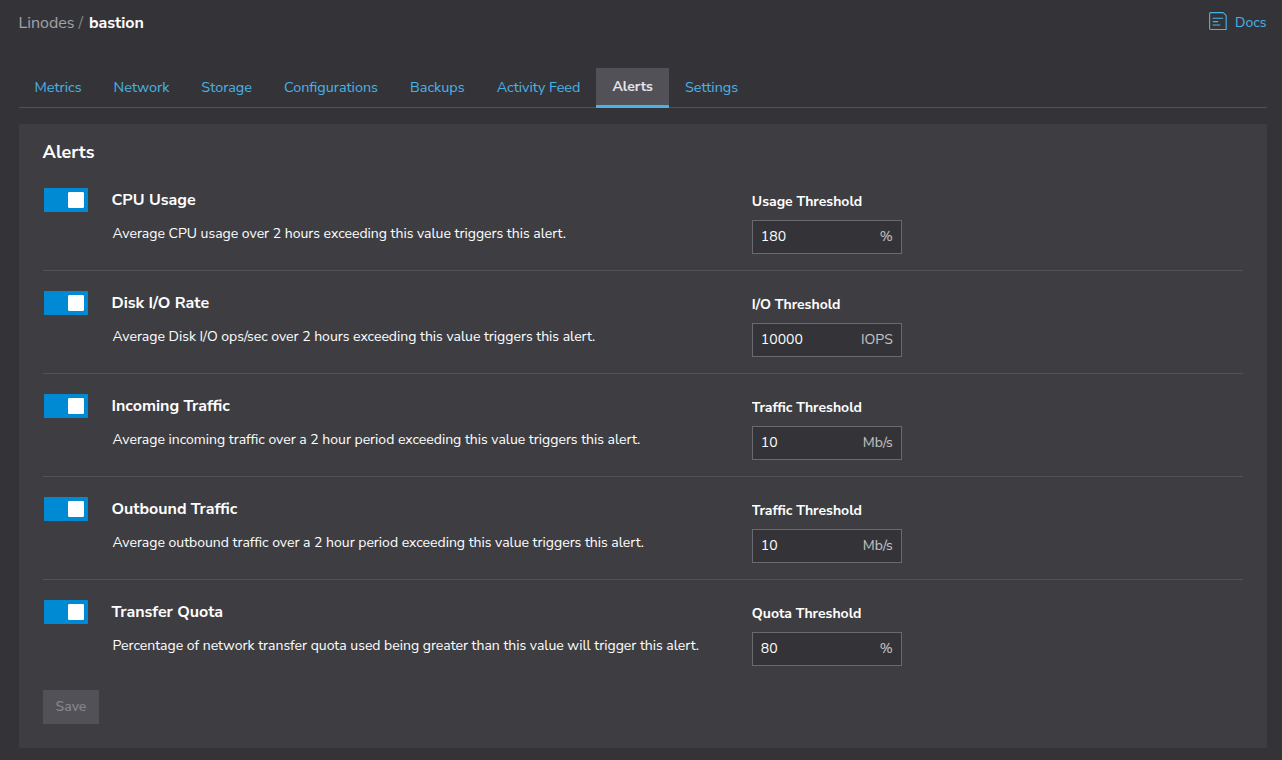 Linodes / bastion
Docs
Metrics Network Storage Configurations Backups Activity Feed Alerts Settings
Alerts
CPU Usage
Usage Threshold
Average CPU usage over 2 hours exceeding this value triggers this alert.
180 %
Disk I/O Rate
I/O Threshold
Average Disk I/O ops/sec over 2 hours exceeding this value triggers this alert.
10000 IOPS
Incoming Traffic
Traffic Threshold
Average incoming traffic over a 2 hour period exceeding this value triggers this alert.
10 Mb/s
Outbound Traffic
Traffic Threshold
Average outbound traffic over a 2 hour period exceeding this value triggers this alert.
10 Mb/s
Transfer Quota
Quota Threshold
Percentage of network transfer quota used being greater than this value will trigger this alert.
80 %
Save